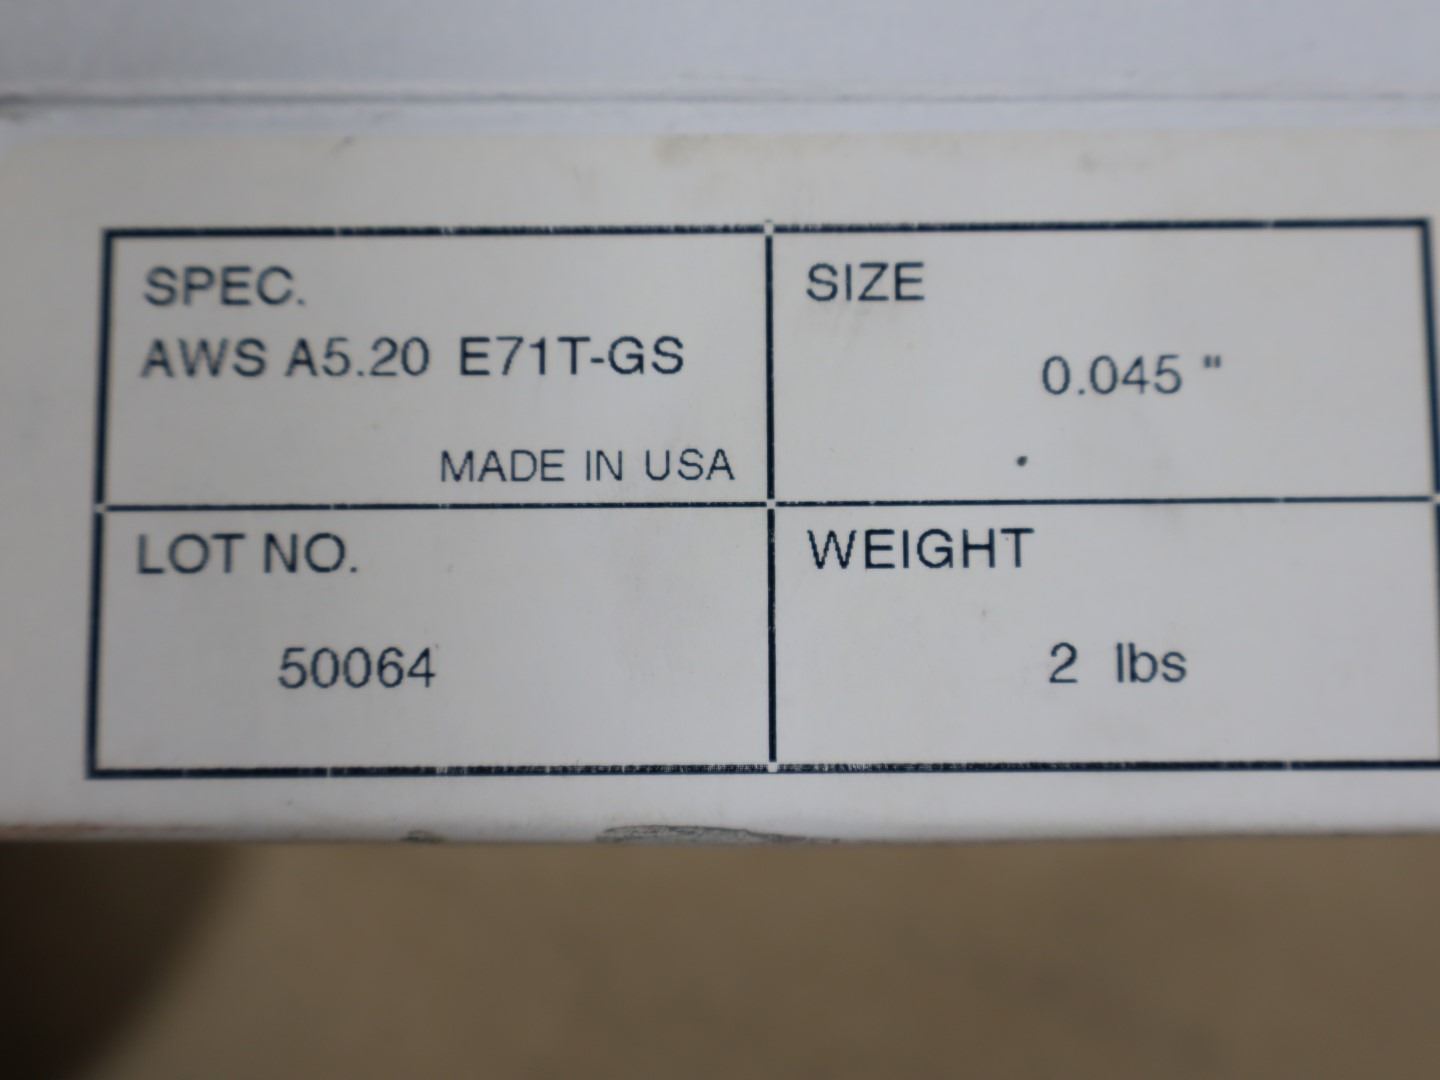 SPEC.
AWS A5.20 E71T-GS
MADE IN USA
SIZE
0.045 "
LOT NO.
50064
WEIGHT
2 lbs